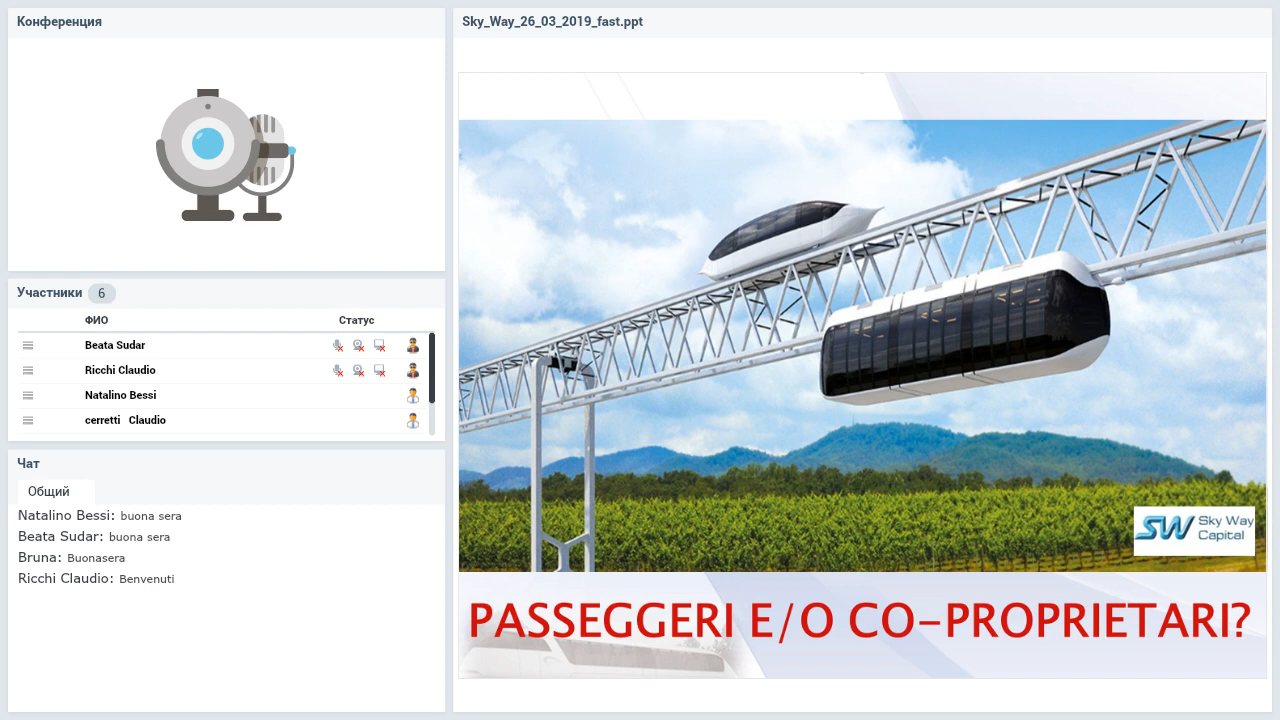 Конференция
Участники 6
ФИО Статус
Beata Sudar
Ricchi Claudio
Natalino Bessi
cerretti Claudio
Чат
Общий
Natalino Bessi: buona sera
Beata Sudar: buona sera
Bruna: Buonasera
Ricchi Claudio: Benvenuti
Sky_Way_26_03_2019_fast.ppt
SW Sky Way
Capital
PASSEGGERI E/O CO-PROPRIETARI?